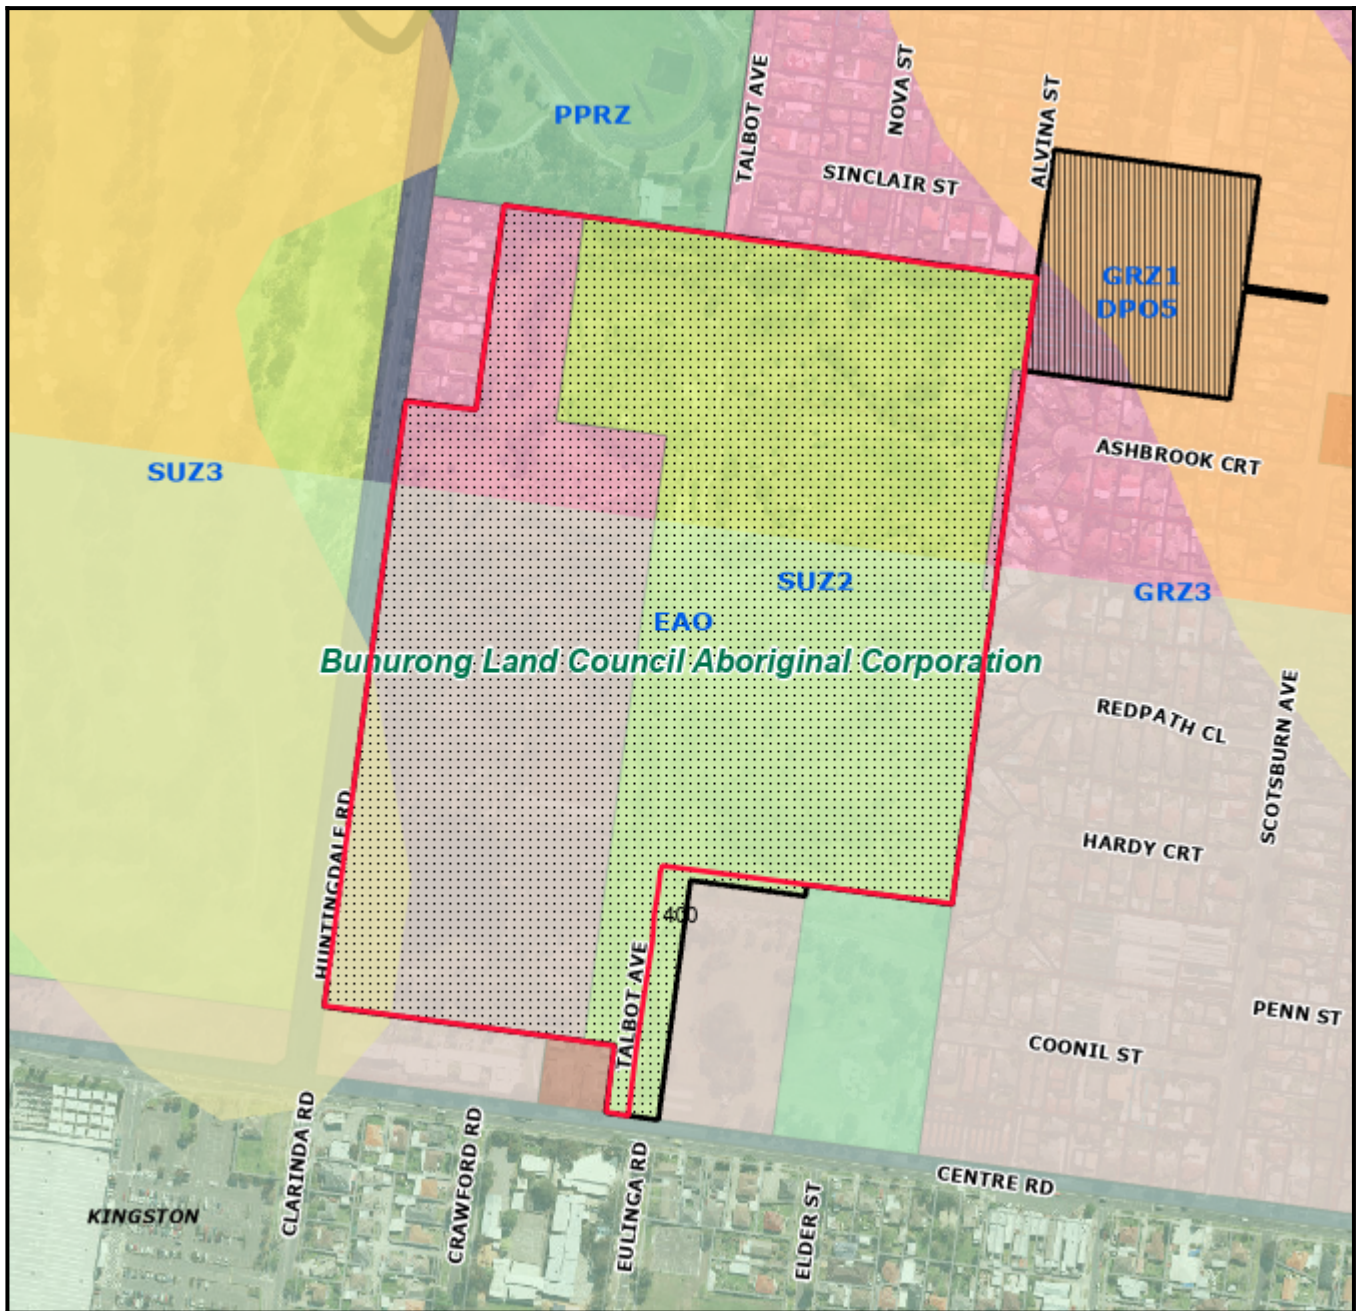 PPRZ
TALBOT AVE
NOVA ST
ALVINA ST
SINCLAIR ST
GRZ1
DPO5
SUZ3
ASHBROOK CRT
SUZ2
GRZ3
EAO
Bunurong Land Council Aboriginal Corporation
REDPATH CL
SCOTSBURN AVE
HUNTINGDALE RD
HARDY CRT
400
TALBOT AVE
PENN ST
COONIL ST
CLARINDA RD
CRAWFORD RD
EULINGA RD
ELDER ST
CENTRE RD
KINGSTON